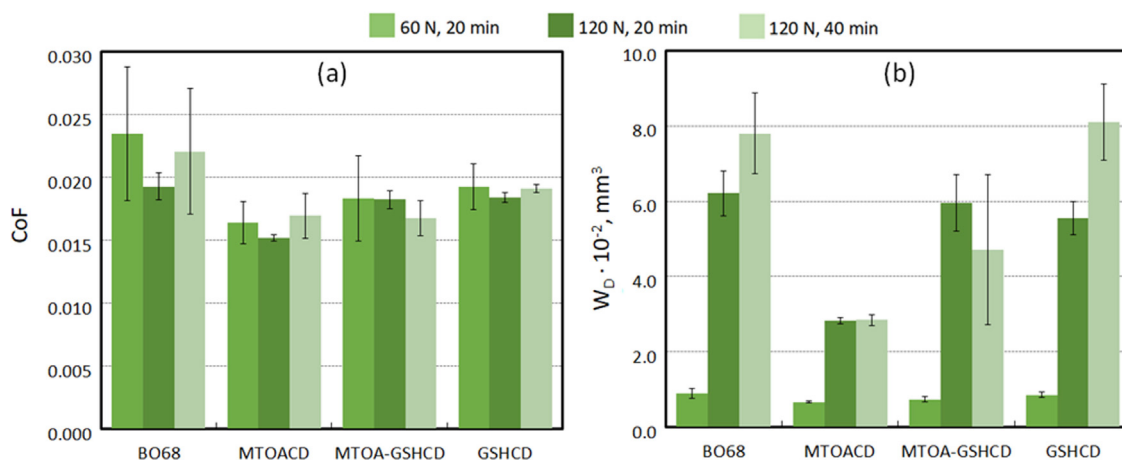 60 N, 20 min 120 N, 20 min 120 N, 40 min
(a)
CoF
0.030
0.025
0.020
0.015
0.010
0.005
0.000
BO68 MTOACD MTOA-GSHCD GSHCD
(b)
W_D · 10⁻², mm³
10.0
8.0
6.0
4.0
2.0
0.0
BO68 MTOACD MTOA-GSHCD GSHCD